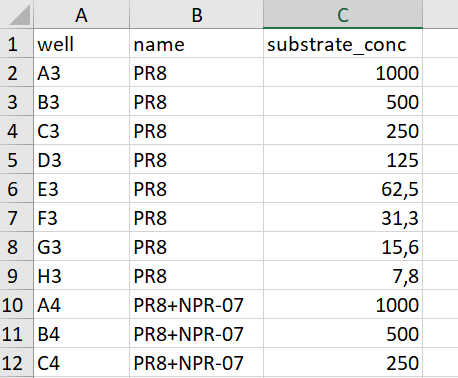 A B C
1 well name substrate_conc
2 A3 PR8 1000
3 B3 PR8 500
4 C3 PR8 250
5 D3 PR8 125
6 E3 PR8 62,5
7 F3 PR8 31,3
8 G3 PR8 15,6
9 H3 PR8 7,8
10 A4 PR8+NPR-07 1000
11 B4 PR8+NPR-07 500
12 C4 PR8+NPR-07 250